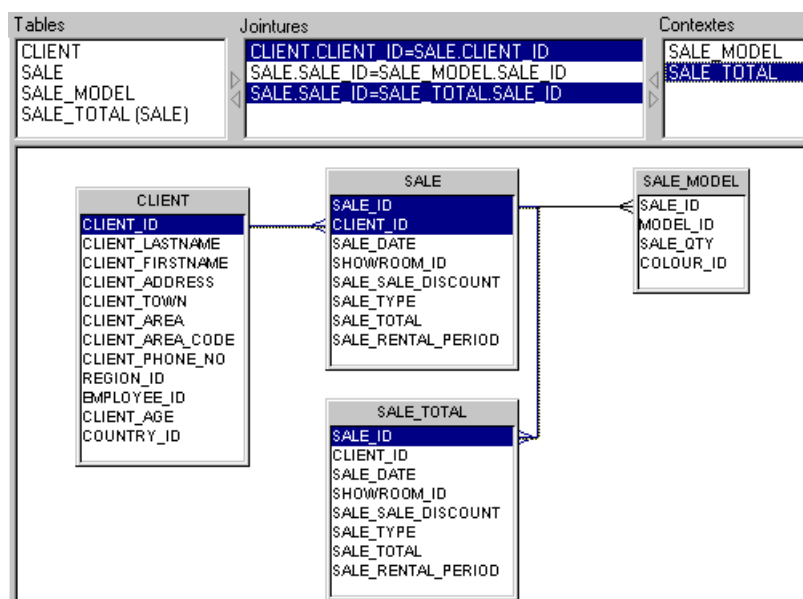 Tables
Jointures
Contextes
CLIENT
SALE
SALE_MODEL
SALE_TOTAL (SALE)
CLIENT.CLIENT_ID=SALE.CLIENT_ID
SALE.SALE_ID=SALE_MODEL.SALE_ID
SALE.SALE_ID=SALE_TOTAL.SALE_ID
SALE_MODEL
SALE_TOTAL
CLIENT
CLIENT_ID
CLIENT_LASTNAME
CLIENT_FIRSTNAME
CLIENT_ADDRESS
CLIENT_TOWN
CLIENT_AREA
CLIENT_AREA_CODE
CLIENT_PHONE_NO
REGION_ID
EMPLOYEE_ID
CLIENT_AGE
COUNTRY_ID
SALE
SALE_ID
CLIENT_ID
SALE_DATE
SHOWROOM_ID
SALE_SALE_DISCOUNT
SALE_TYPE
SALE_TOTAL
SALE_RENTAL_PERIOD
SALE_MODEL
SALE_ID
MODEL_ID
SALE_QTY
COLOUR_ID
SALE_TOTAL
SALE_ID
CLIENT_ID
SALE_DATE
SHOWROOM_ID
SALE_SALE_DISCOUNT
SALE_TYPE
SALE_TOTAL
SALE_RENTAL_PERIOD